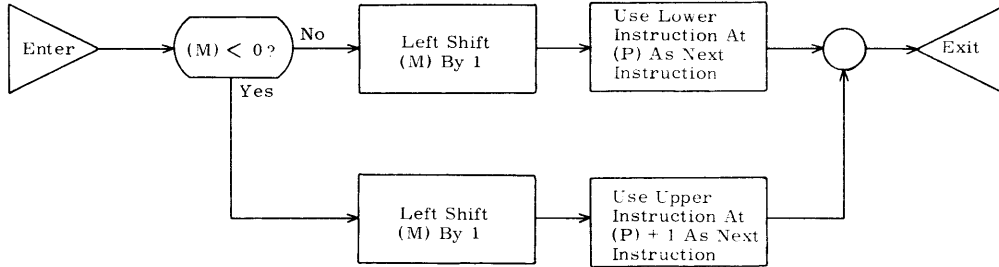 Enter
(M) < 0?
No
Yes
Left Shift
(M) By 1
Use Lower
Instruction At
(P) As Next
Instruction
Exit
Left Shift
(M) By 1
Use Upper
Instruction At
(P) + 1 As Next
Instruction